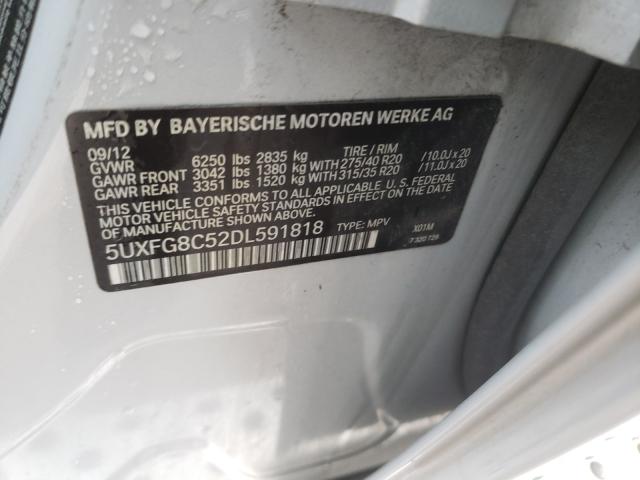 MFD BY BAYERISCHE MOTOREN WERKE AG
09/12 TIRE / RIM
GVWR 6250 lbs 2835 kg
GAWR FRONT 3042 lbs 1380 kg WITH 275/40 R20 / 10.0J x 20
GAWR REAR 3351 lbs 1520 kg WITH 315/35 R20 / 11.0J x 20
THIS VEHICLE CONFORMS TO ALL APPLICABLE U.S. FEDERAL
MOTOR VEHICLE SAFETY STANDARDS IN EFFECT ON THE
DATE OF MANUFACTURE SHOWN ABOVE.
5UXFG8C52DL591818 TYPE: MPV X01M
7 320 729